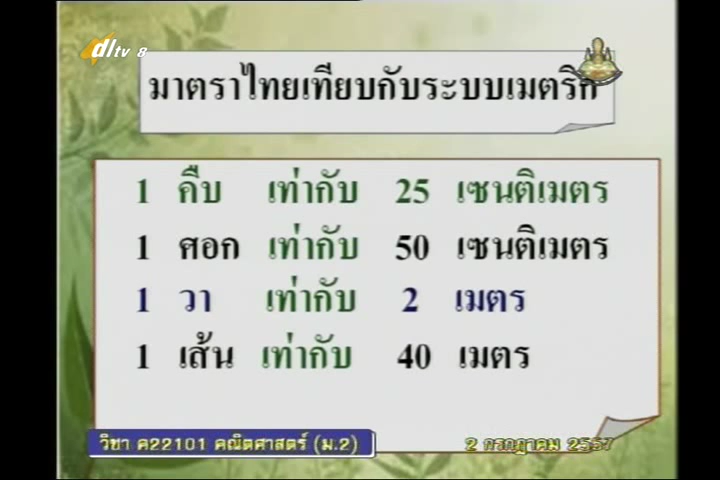 dltv 8
มาตราไทยเทียบกับระบบเมตริก
1 คืบ เท่ากับ 25 เซนติเมตร
1 ศอก เท่ากับ 50 เซนติเมตร
1 วา เท่ากับ 2 เมตร
1 เส้น เท่ากับ 40 เมตร
วิชา ค22101 คณิตศาสตร์ (ม.2)
2 กรกฎาคม 2557